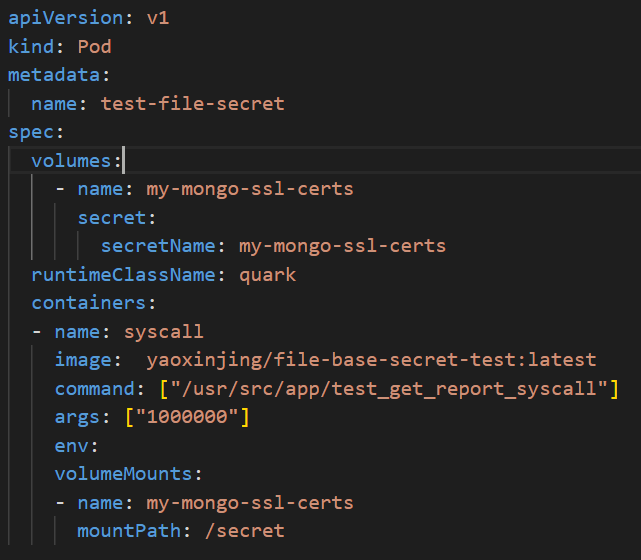 apiVersion: v1
kind: Pod
metadata:
  name: test-file-secret
spec:
  volumes:
    - name: my-mongo-ssl-certs
      secret:
        secretName: my-mongo-ssl-certs
  runtimeClassName: quark
  containers:
  - name: syscall
    image:  yaoxinjing/file-base-secret-test:latest
    command: ["/usr/src/app/test_get_report_syscall"]
    args: ["1000000"]
    env:
    volumeMounts:
    - name: my-mongo-ssl-certs
      mountPath: /secret